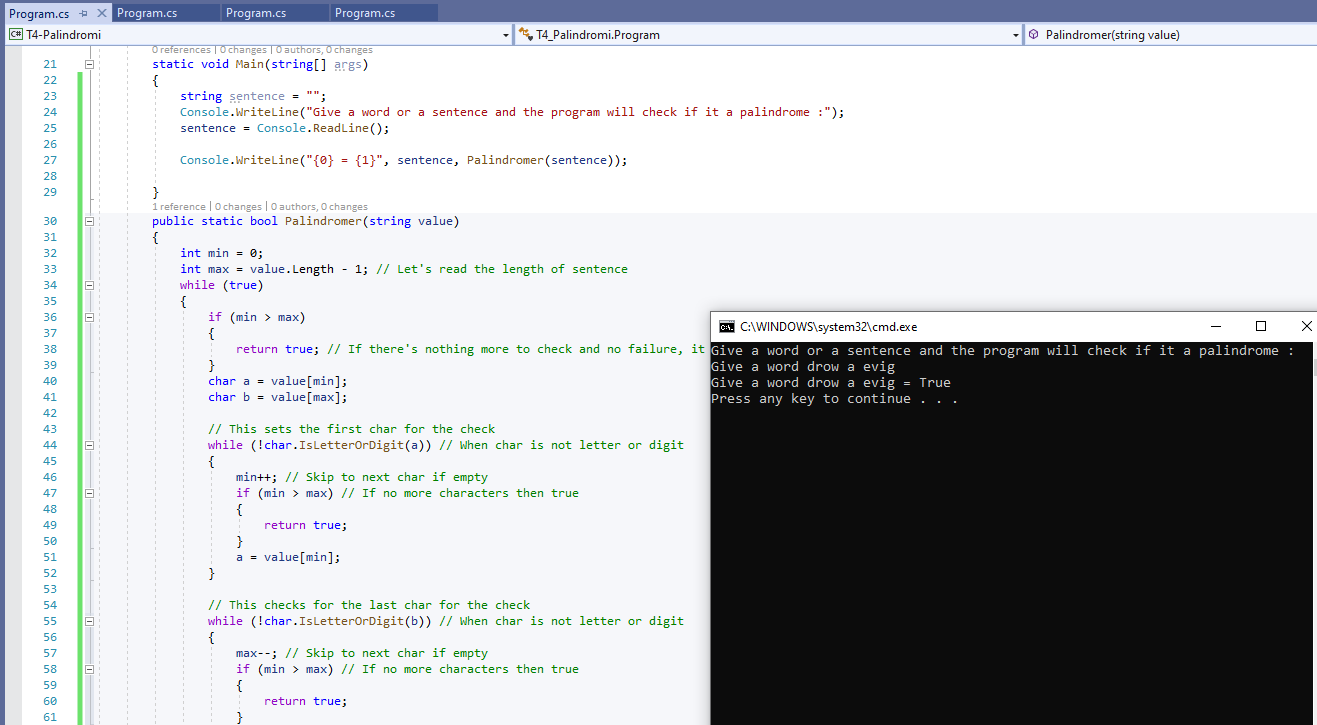 Program.cs Program.cs Program.cs Program.cs
C# T4-Palindromi T4_Palindromi.Program Palindromer(string value)
0 references | 0 changes | 0 authors, 0 changes
21 static void Main(string[] args)
22 {
23 string sentence = "";
24 Console.WriteLine("Give a word or a sentence and the program will check if it a palindrome :");
25 sentence = Console.ReadLine();
26
27 Console.WriteLine("{0} = {1}", sentence, Palindromer(sentence));
28
29 }
1 reference | 0 changes | 0 authors, 0 changes
30 public static bool Palindromer(string value)
31 {
32 int min = 0;
33 int max = value.Length - 1; // Let's read the length of sentence
34 while (true)
35 {
36 if (min > max)
37 {
38 return true; // If there's nothing more to check and no failure, it
39 }
40 char a = value[min];
41 char b = value[max];
42
43 // This sets the first char for the check
44 while (!char.IsLetterOrDigit(a)) // When char is not letter or digit
45 {
46 min++; // Skip to next char if empty
47 if (min > max) // If no more characters then true
48 {
49 return true;
50 }
51 a = value[min];
52 }
53
54 // This checks for the last char for the check
55 while (!char.IsLetterOrDigit(b)) // When char is not letter or digit
56 {
57 max--; // Skip to next char if empty
58 if (min > max) // If no more characters then true
59 {
60 return true;
61 }
C:\WINDOWS\system32\cmd.exe
Give a word or a sentence and the program will check if it a palindrome :
Give a word drow a evig
Give a word drow a evig = True
Press any key to continue . . .